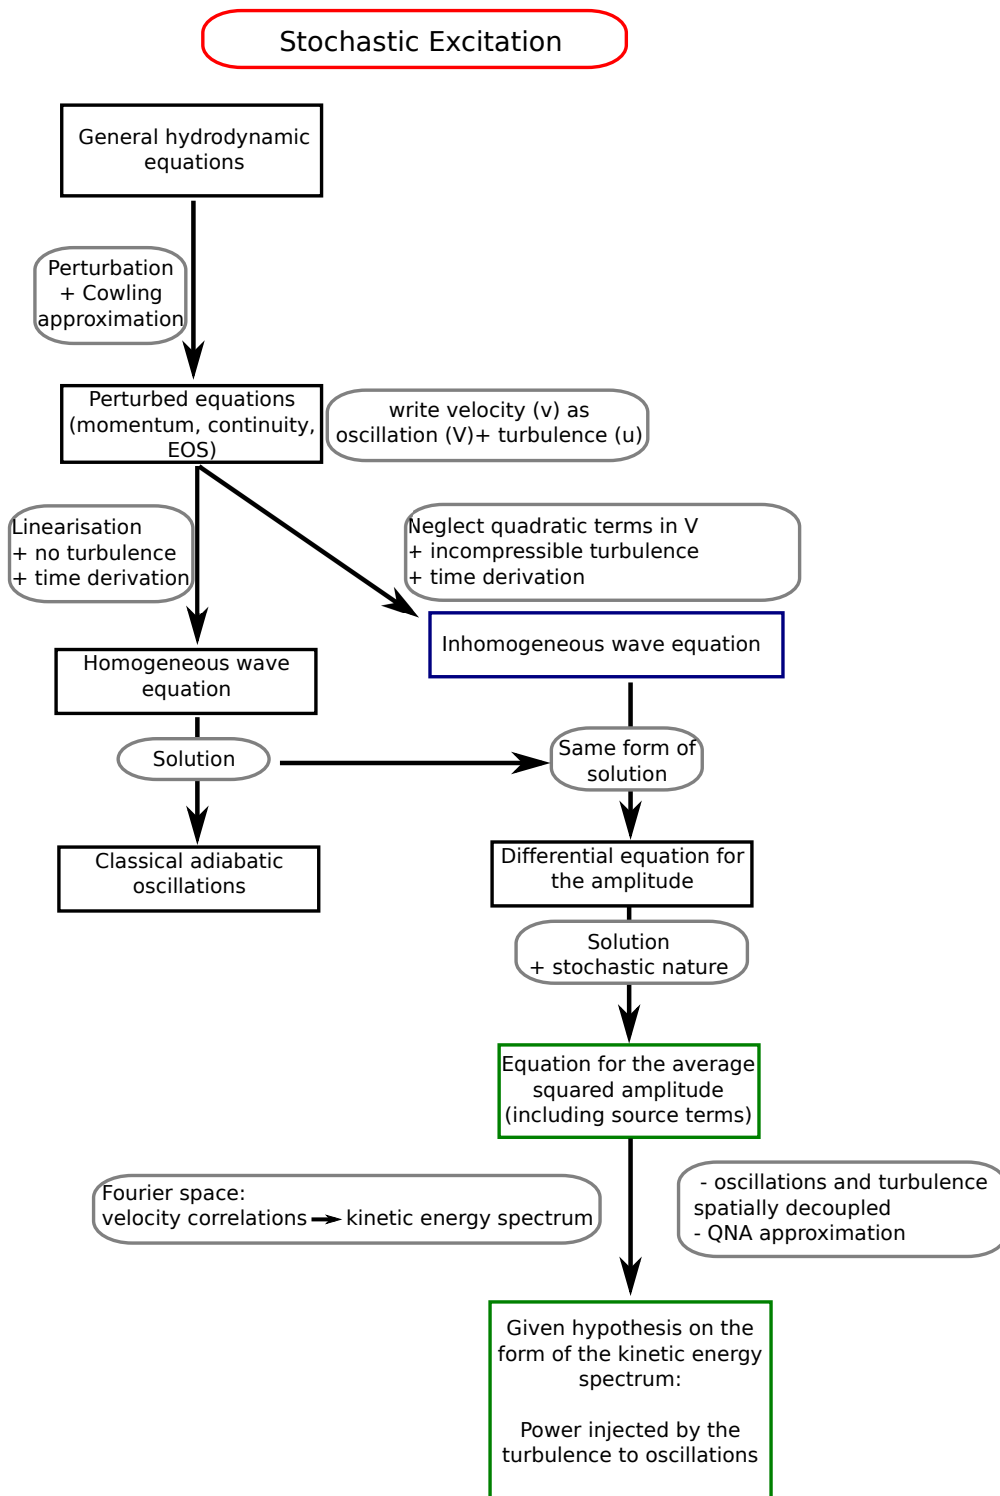 Stochastic Excitation
General hydrodynamic
equations
Perturbation
+ Cowling
approximation
Perturbed equations
(momentum, continuity,
EOS)
write velocity (v) as
oscillation (V)+ turbulence (u)
Linearisation
+ no turbulence
+ time derivation
Neglect quadratic terms in V
+ incompressible turbulence
+ time derivation
Homogeneous wave
equation
Inhomogeneous wave equation
Solution
Same form of
solution
Classical adiabatic
oscillations
Differential equation for
the amplitude
Solution
+ stochastic nature
Equation for the average
squared amplitude
(including source terms)
Fourier space:
velocity correlations → kinetic energy spectrum
- oscillations and turbulence
spatially decoupled
- QNA approximation
Given hypothesis on the
form of the kinetic energy
spectrum:
Power injected by the
turbulence to oscillations